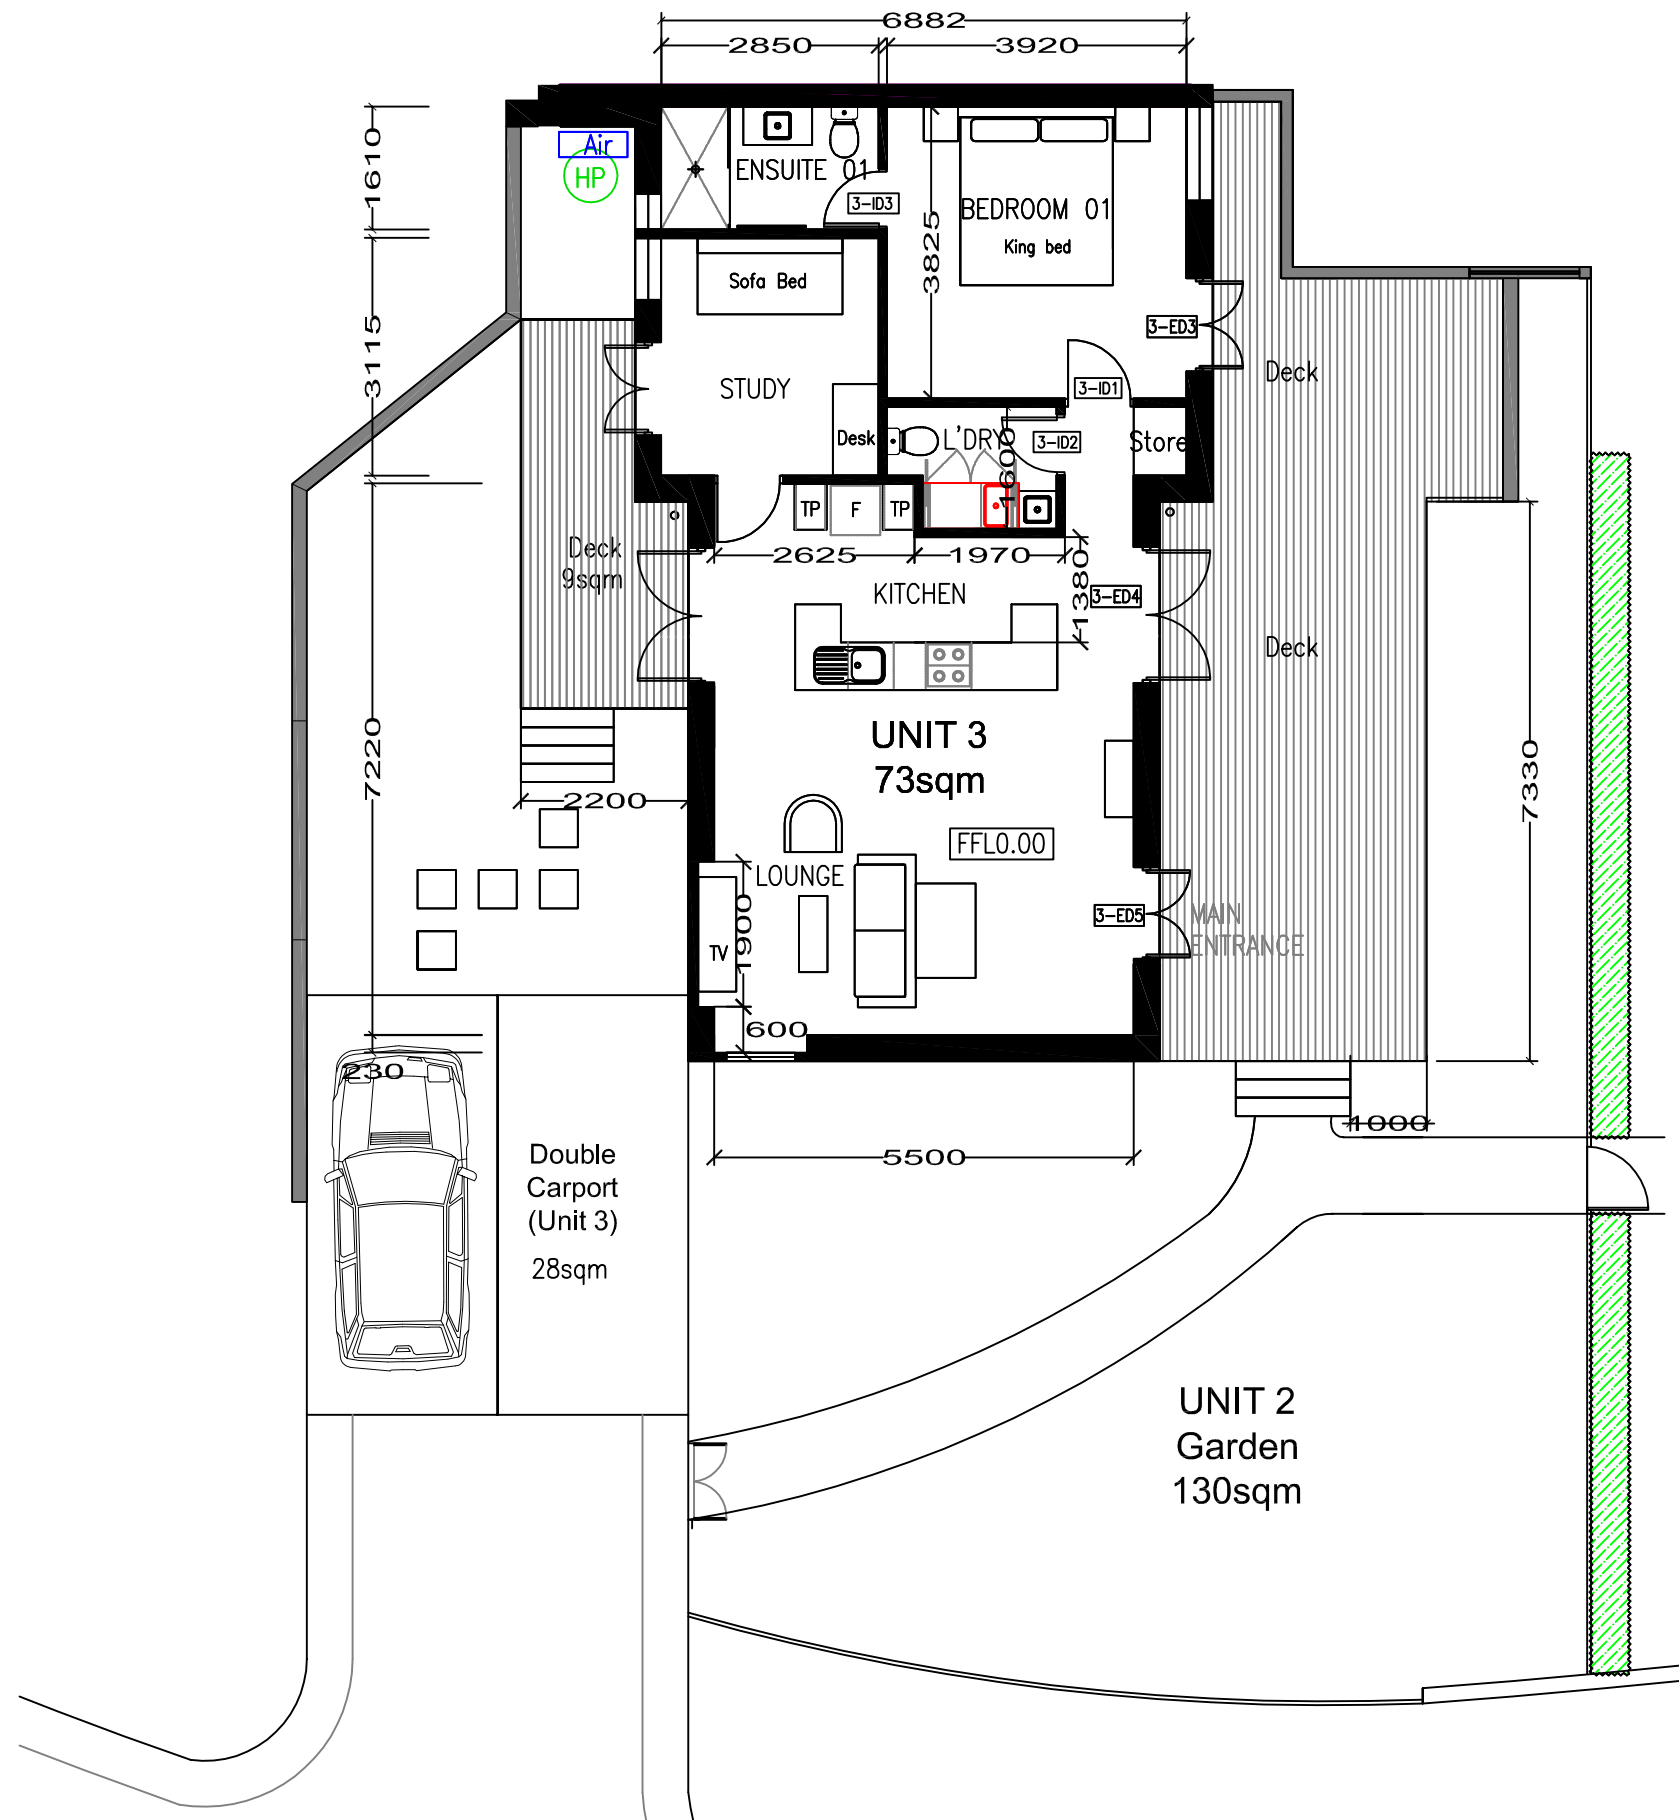 6882
2850
3920
Air
HP
1610
ENSUITE 01
3-ID3
BEDROOM 01
King bed
3825
Sofa Bed
3-ED3
3115
STUDY
Deck
3-ID1
Desk
L'DRY
3-ID2
Store
1600
TP
F
TP
Deck
9sqm
2625
1970
1380
KITCHEN
3-ED4
Deck
UNIT 3
73sqm
7220
2200
7330
FFL0.00
LOUNGE
1900
TV
3-ED5
MAIN
ENTRANCE
600
230
1000
5500
Double
Carport
(Unit 3)
28sqm
UNIT 2
Garden
130sqm